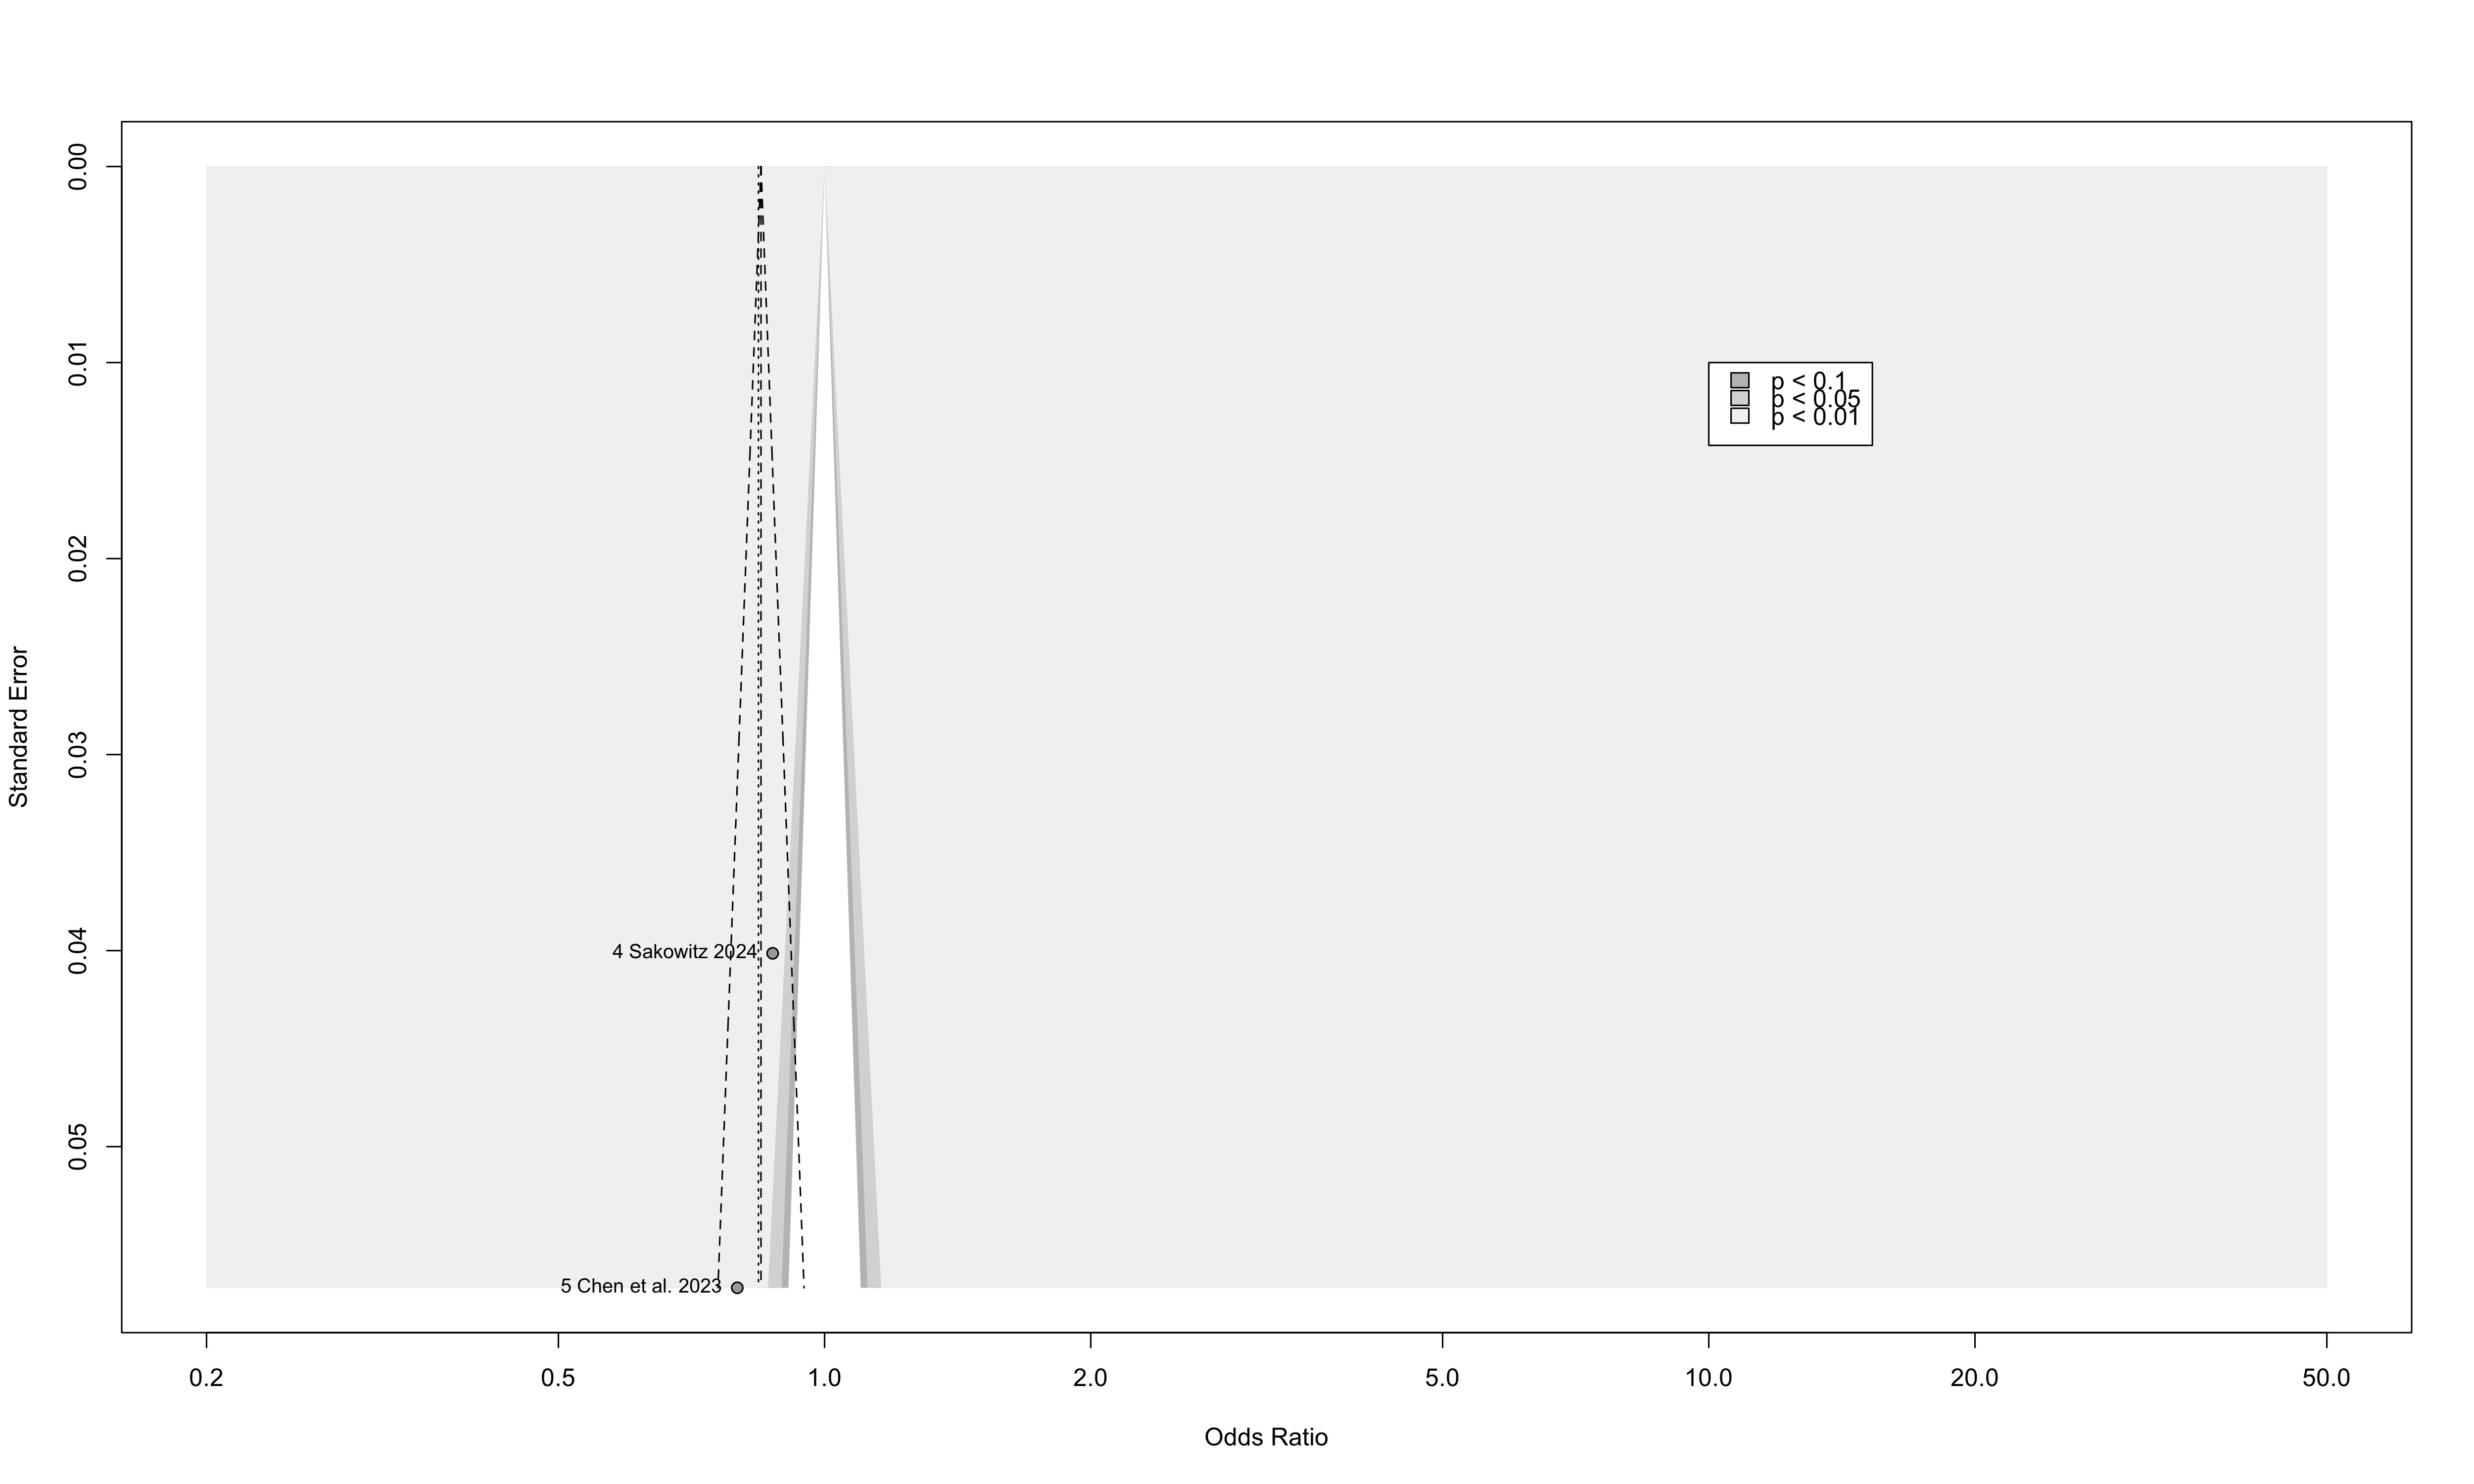 0.00
0.01
0.02
0.03
0.04
0.05
Standard Error
p < 0.1
p < 0.05
p < 0.01
4 Sakowitz 2024
5 Chen et al. 2023
0.2 0.5 1.0 2.0 5.0 10.0 20.0 50.0
Odds Ratio